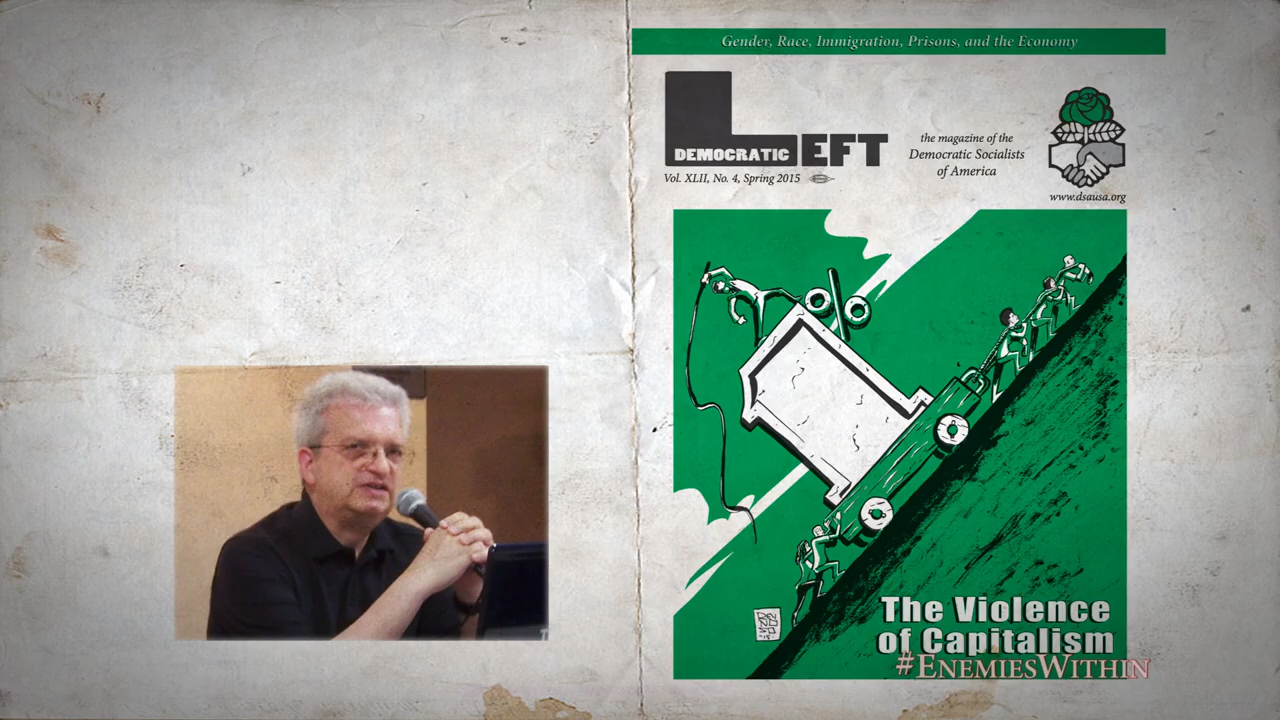 Gender, Race, Immigration, Prisons, and the Economy
LEFT
DEMOCRATIC
Vol. XLII, No. 4, Spring 2015
the magazine of the
Democratic Socialists
of America
www.dsausa.org
%
The Violence
of Capitalism
#ENEMIESWITHIN